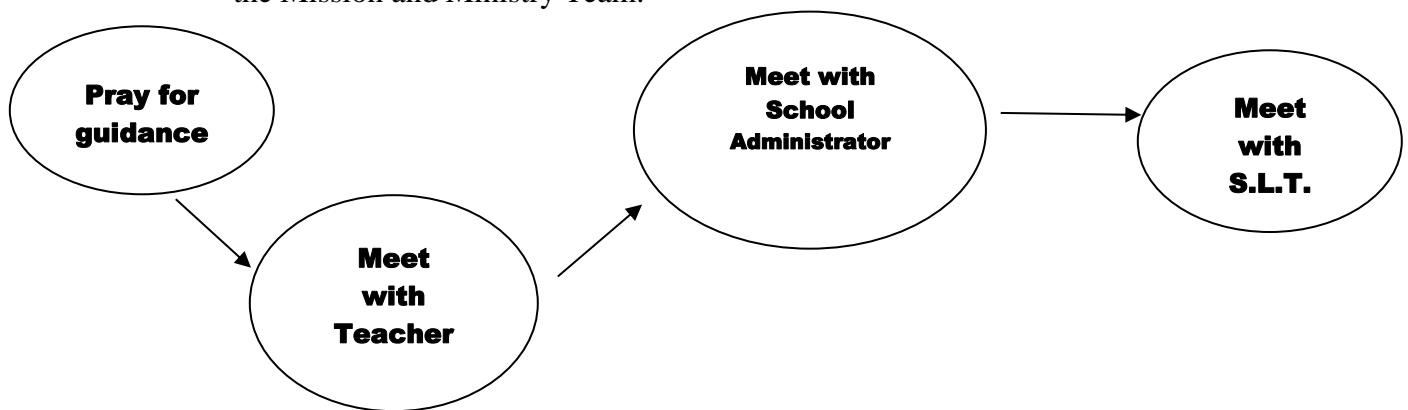 the Mission and Ministry Team.
Pray for
guidance
Meet
with
Teacher
Meet with
School
Administrator
Meet
with
S.L.T.